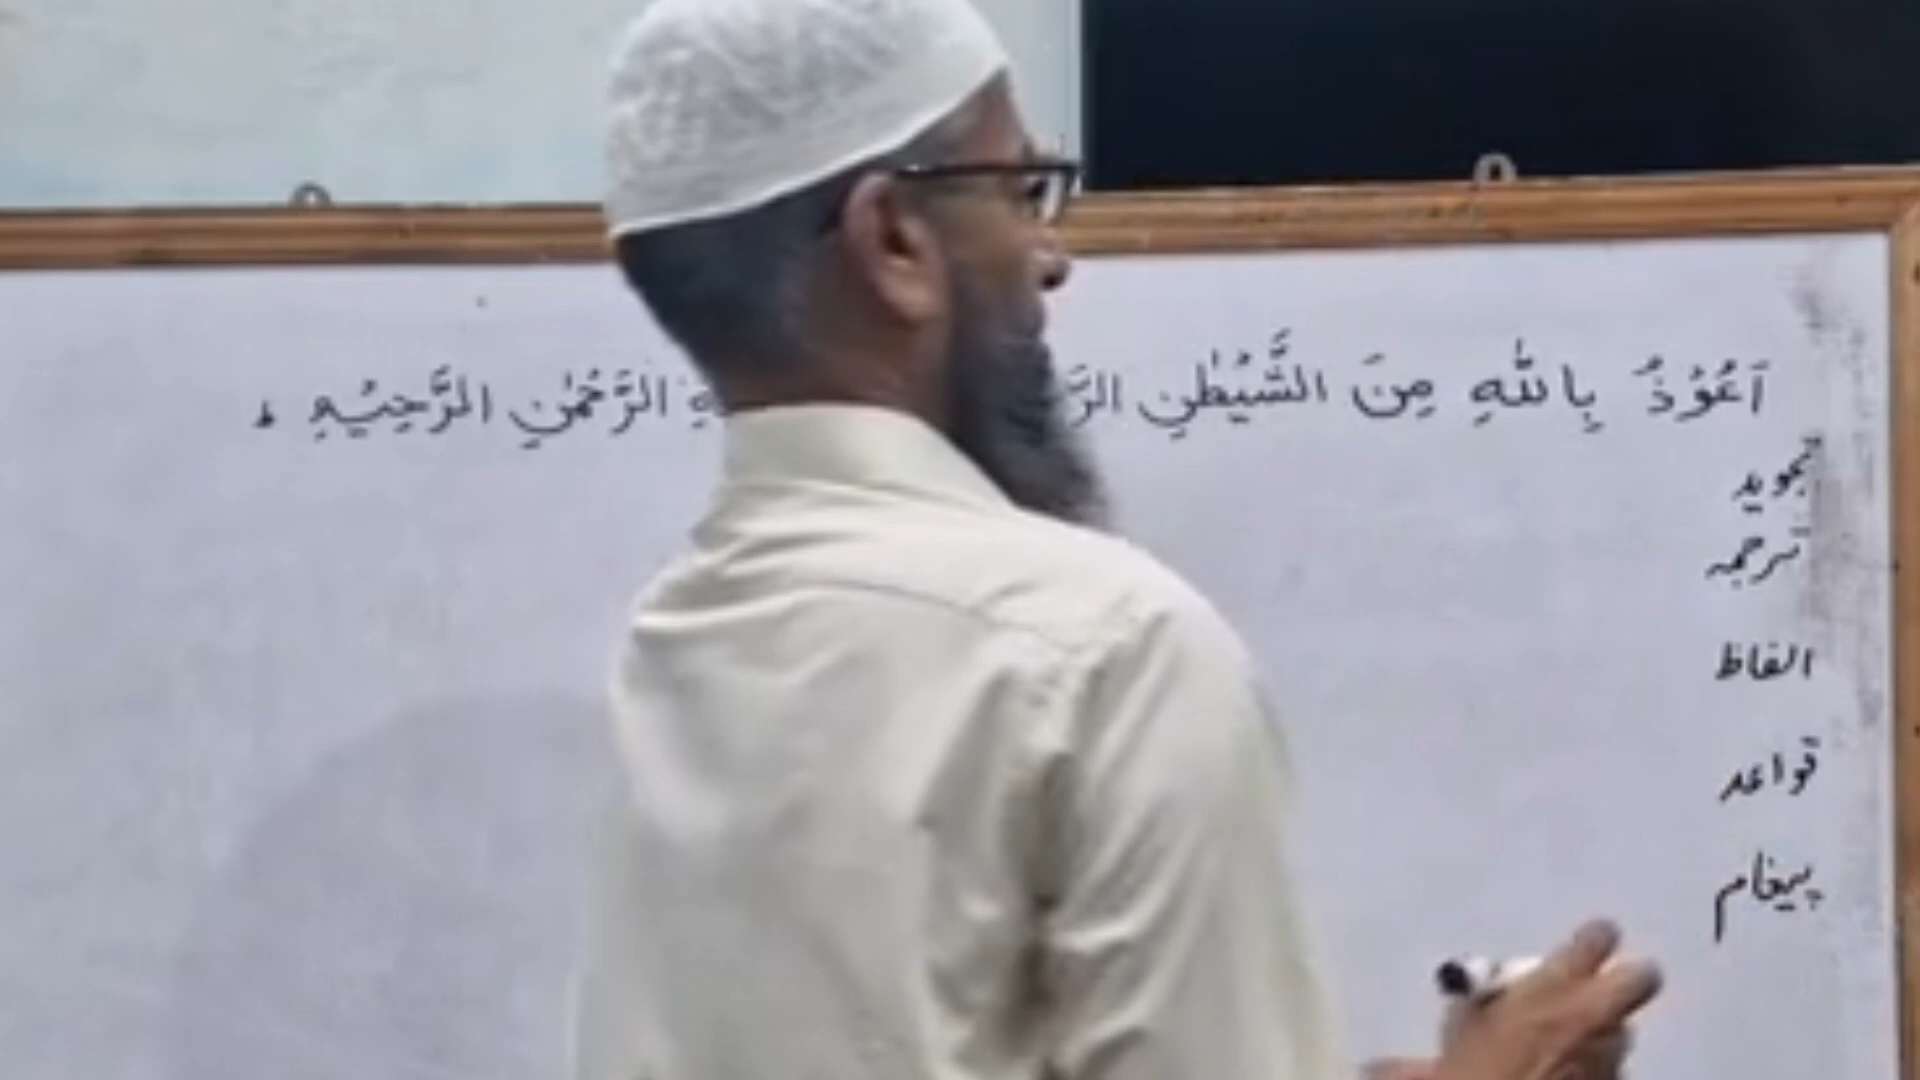 اَعُوْذُ بِاللّٰهِ مِنَ الشَّيْطٰنِ الرَّحْمٰنِ الرَّحِيْمِ
تجوید
ترجمہ
الفاظ
قواعد
پیغام